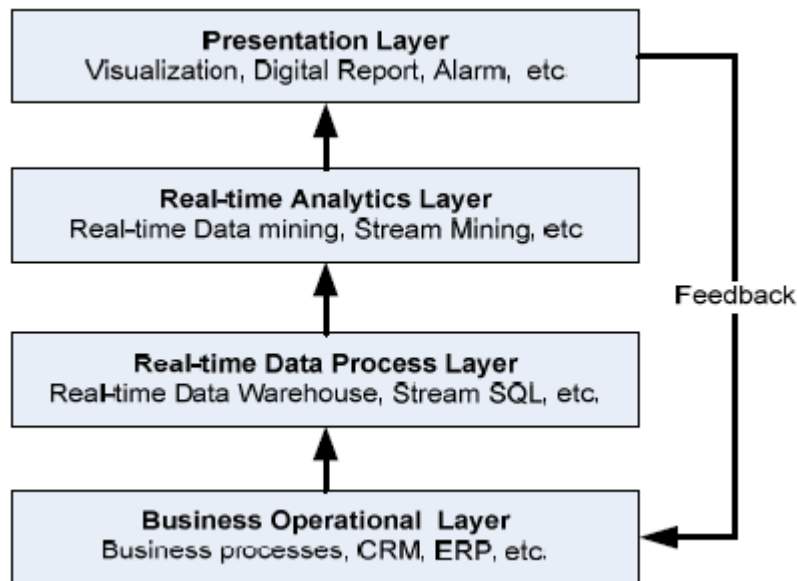 Presentation Layer
Visualization, Digital Report, Alarm, etc
Real-time Analytics Layer
Real-time Data mining, Stream Mining, etc
Feedback
Real-time Data Process Layer
Real-time Data Warehouse, Stream SQL, etc.
Business Operational Layer
Business processes, CRM, ERP, etc.